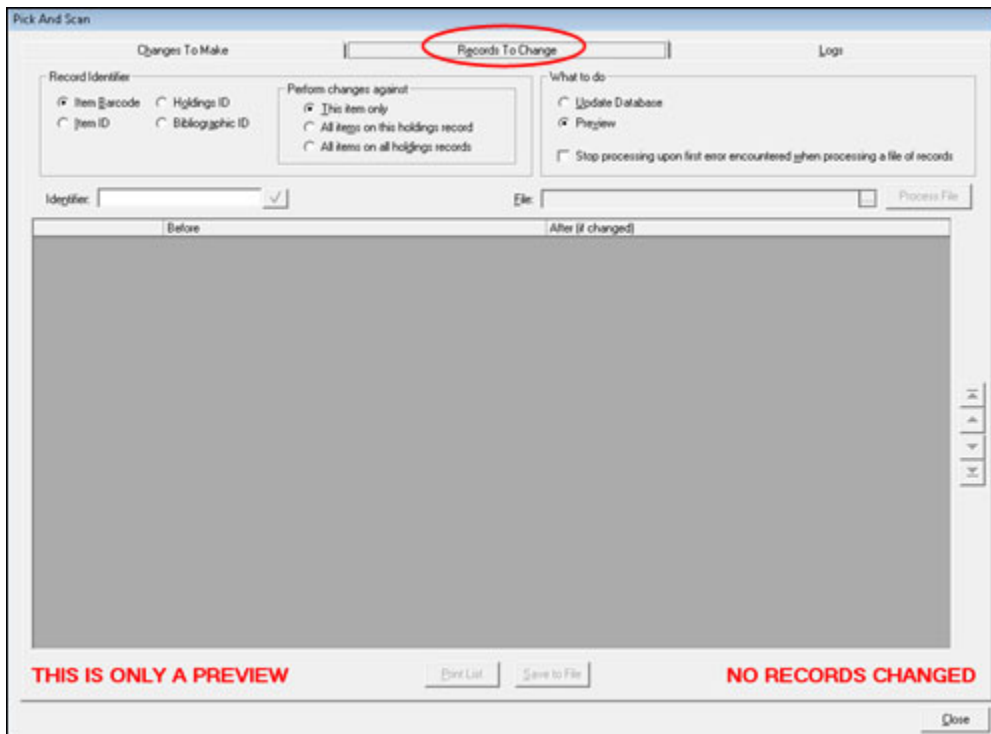 Pick And Scan
Changes To Make
Records To Change
Logs
Record Identifier
Item Barcode
Holdings ID
Item ID
Bibliographic ID
Perform changes against
This item only
All items on this holdings record
All items on all holdings records
What to do
Update Database
Preview
Stop processing upon first error encountered when processing a file of records
Identifier:
File:
...
Process File
Before
After (if changed)
THIS IS ONLY A PREVIEW
Print List
Save to File
NO RECORDS CHANGED
Close